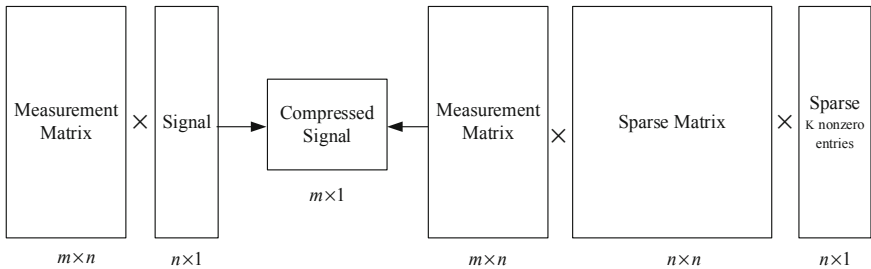 Measurement
Matrix
×
Signal
Compressed
Signal
Measurement
Matrix
×
Sparse Matrix
×
Sparse
K nonzero
entries
m×1
m×n
n×1
m×n
n×n
n×1